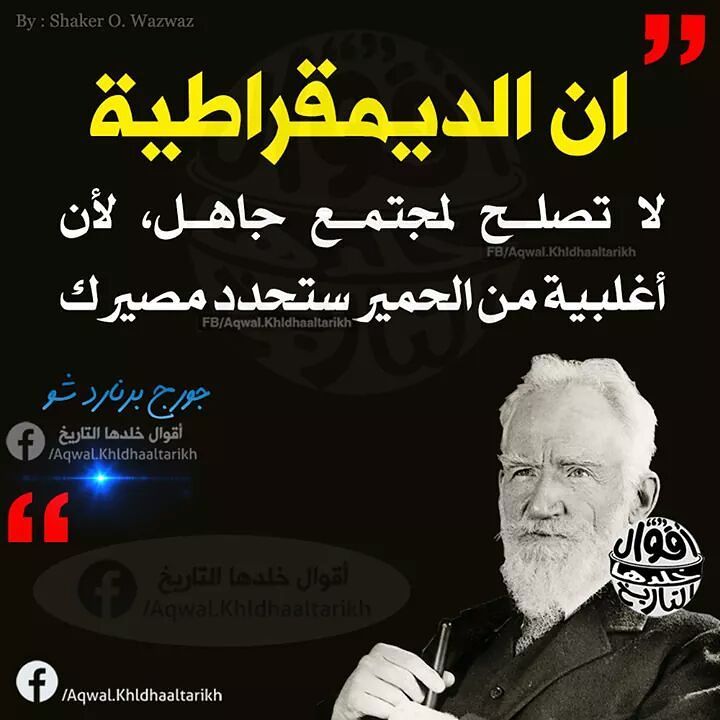 By : Shaker O. Wazwaz
ان الديمقراطية
لا تصلح لمجتمع جاهل، لأن
FB/Aqwal.Khldhaaltarikh
أغلبية من الحمير ستحدد مصيرك
FB/Aqwal.Khldhaaltarikh
جورج برنارد شو
أقوال خلدها التاريخ
/Aqwal.Khldhaaltarikh
أقوال خلدها التاريخ
أقوال خلدها التاريخ
/Aqwal.Khldhaaltarikh
/Aqwal.Khldhaaltarikh